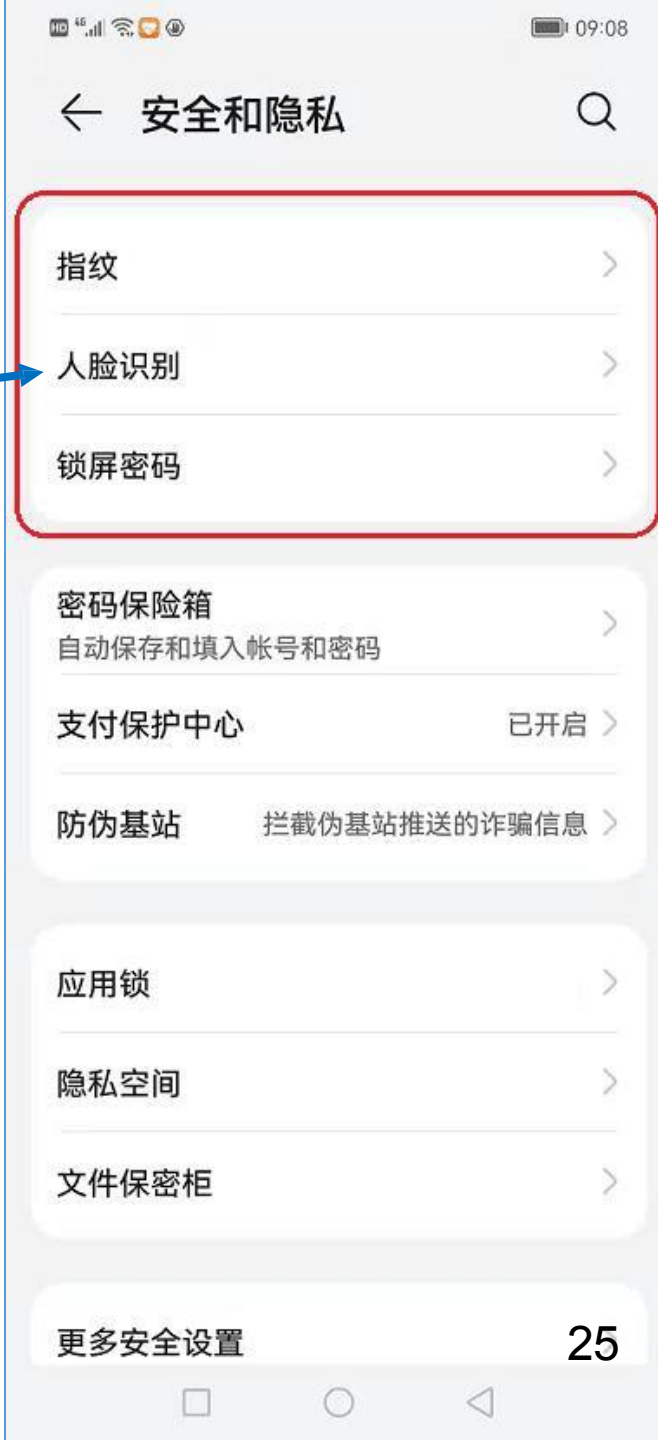 HD 4G 09:08
安全和隐私
指纹
人脸识别
锁屏密码
密码保险箱
自动保存和填入帐号和密码
支付保护中心 已开启
防伪基站 拦截伪基站推送的诈骗信息
应用锁
隐私空间
文件保密柜
更多安全设置 25